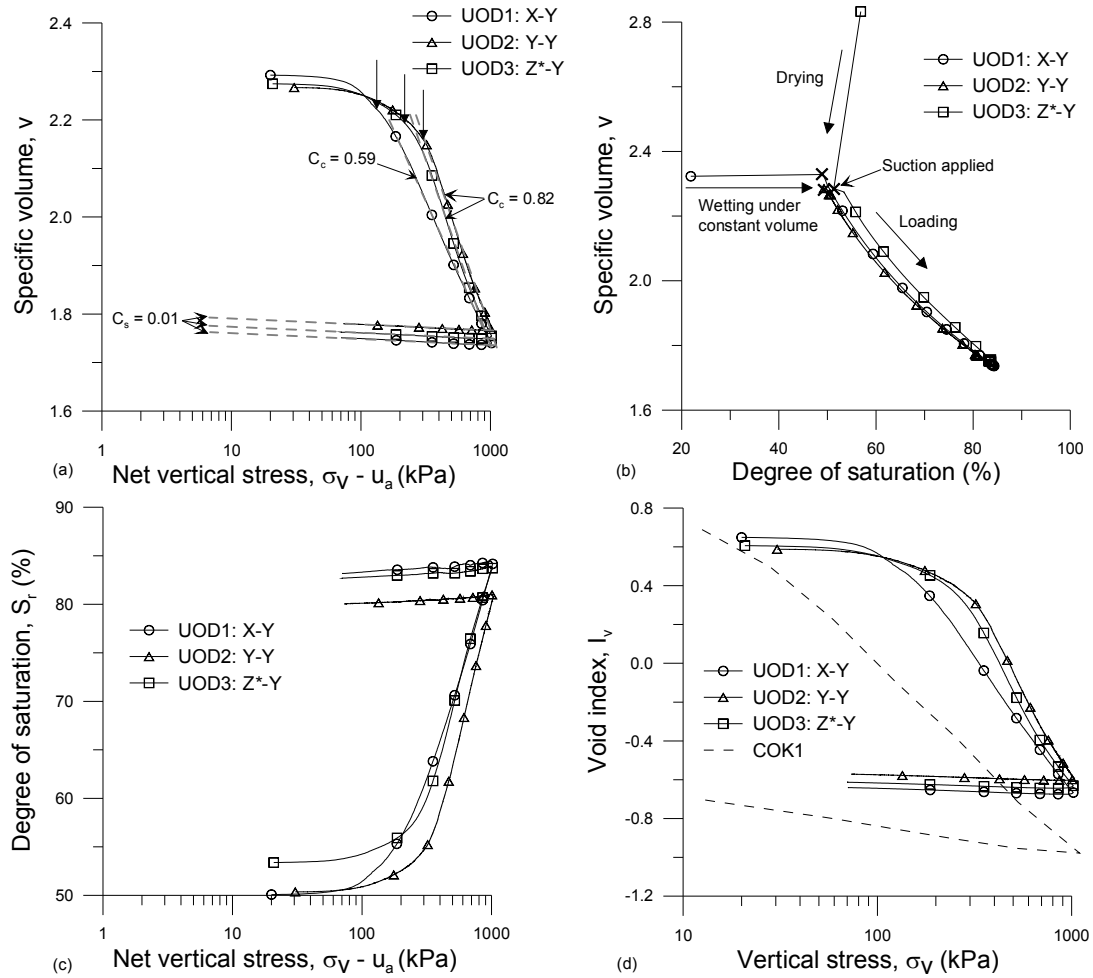 2.4
2.2
2.0
1.8
1.6
Specific volume, v
UOD1: X-Y
UOD2: Y-Y
UOD3: Z*-Y
C_c = 0.59
C_c = 0.82
C_s = 0.01
1
10
100
1000
(a)
Net vertical stress, σ_V - u_a (kPa)
2.8
2.4
2.0
1.6
Specific volume, v
UOD1: X-Y
UOD2: Y-Y
UOD3: Z*-Y
Drying
Suction applied
Wetting under
constant volume
Loading
20
40
60
80
100
(b)
Degree of saturation (%)
90
80
70
60
50
Degree of saturation, S_r (%)
UOD1: X-Y
UOD2: Y-Y
UOD3: Z*-Y
1
10
100
1000
(c)
Net vertical stress, σ_V - u_a (kPa)
0.8
0.4
0.0
-0.4
-0.8
-1.2
Void index, I_v
UOD1: X-Y
UOD2: Y-Y
UOD3: Z*-Y
COK1
10
100
1000
(d)
Vertical stress, σ_V (kPa)